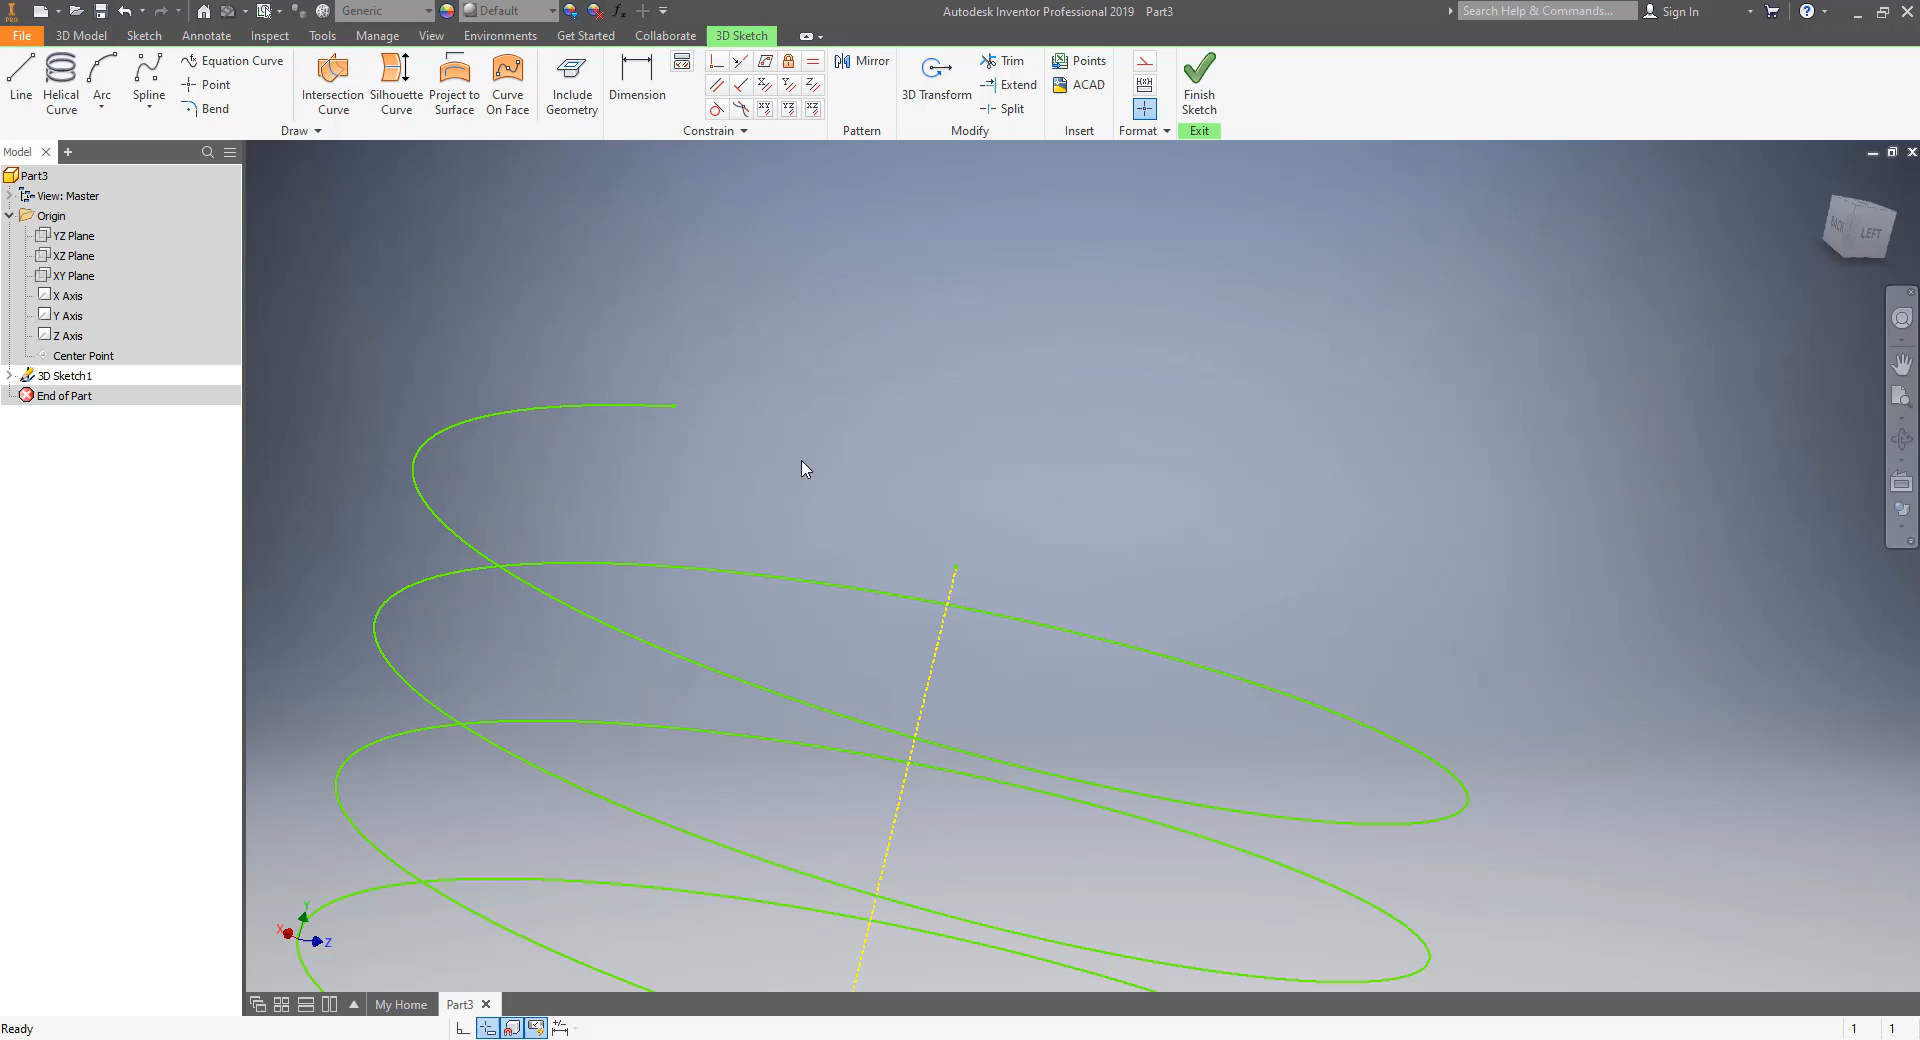 PRO
Generic
Default
Autodesk Inventor Professional 2019 Part3
Search Help & Commands...
Sign In
File
3D Model
Sketch
Annotate
Inspect
Tools
Manage
View
Environments
Get Started
Collaborate
3D Sketch
Line
Helical
Curve
Arc
Spline
Equation Curve
Point
Bend
Intersection
Curve
Silhouette
Curve
Project to
Surface
Curve
On Face
Include
Geometry
Dimension
Mirror
3D Transform
Trim
Extend
Split
Points
ACAD
Finish
Sketch
Draw
Constrain
Pattern
Modify
Insert
Format
Exit
Model
Part3
View: Master
Origin
YZ Plane
XZ Plane
XY Plane
X Axis
Y Axis
Z Axis
Center Point
3D Sketch1
End of Part
BACK
LEFT
Y
X
Z
My Home
Part3
Ready
1
1